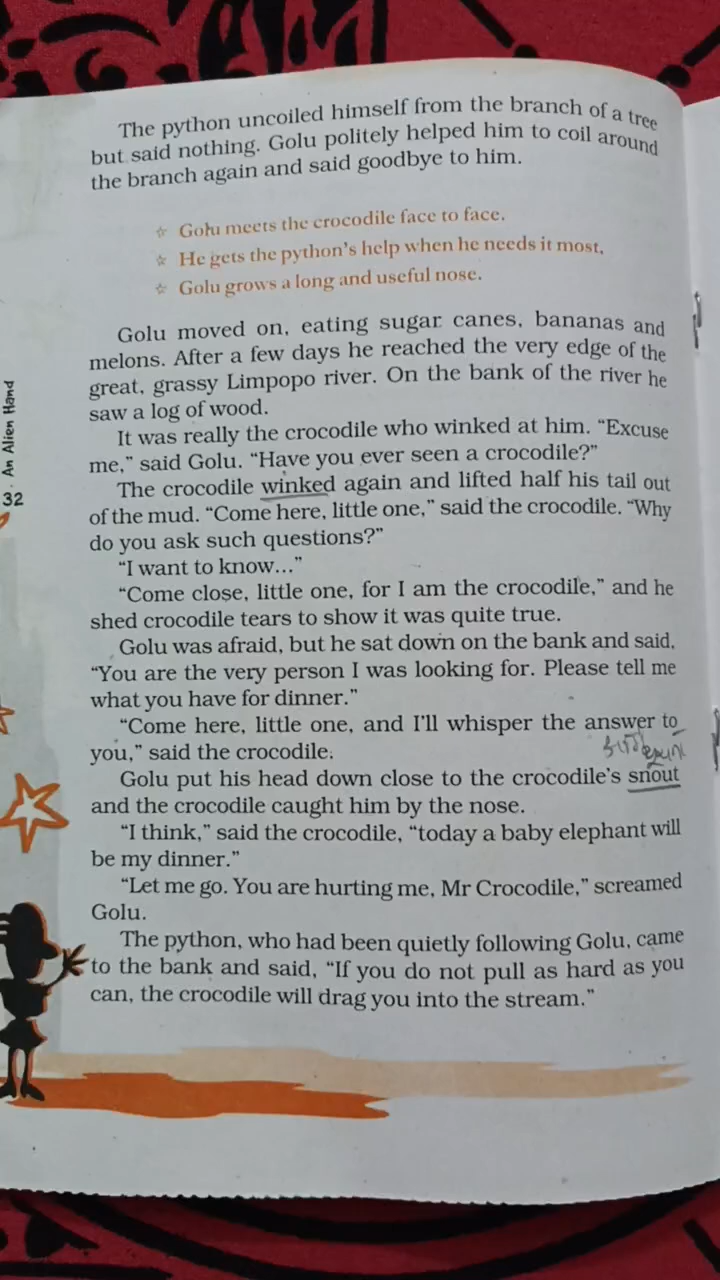 The python uncoiled himself from the branch of a tree
but said nothing. Golu politely helped him to coil around
the branch again and said goodbye to him.
☆ Golu meets the crocodile face to face.
☆ He gets the python's help when he needs it most.
☆ Golu grows a long and useful nose.
Golu moved on, eating sugar canes, bananas and
melons. After a few days he reached the very edge of the
great, grassy Limpopo river. On the bank of the river he
saw a log of wood.
It was really the crocodile who winked at him. “Excuse
me,” said Golu. “Have you ever seen a crocodile?”
The crocodile winked again and lifted half his tail out
of the mud. “Come here, little one,” said the crocodile. “Why
do you ask such questions?”
“I want to know...”
“Come close, little one, for I am the crocodile,” and he
shed crocodile tears to show it was quite true.
Golu was afraid, but he sat down on the bank and said,
“You are the very person I was looking for. Please tell me
what you have for dinner.”
“Come here, little one, and I'll whisper the answer to
you,” said the crocodile.
Golu put his head down close to the crocodile's snout
and the crocodile caught him by the nose.
“I think,” said the crocodile, “today a baby elephant will
be my dinner.”
“Let me go. You are hurting me, Mr Crocodile,” screamed
Golu.
The python, who had been quietly following Golu, came
to the bank and said, “If you do not pull as hard as you
can, the crocodile will drag you into the stream.”
An Alien Hand
32